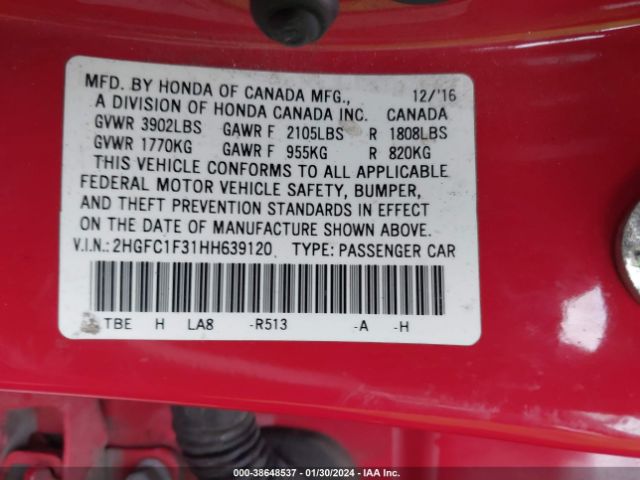 MFD. BY HONDA OF CANADA MFG., 12/'16
A DIVISION OF HONDA CANADA INC. CANADA
GVWR 3902LBS GAWR F 2105LBS R 1808LBS
GVWR 1770KG GAWR F 955KG R 820KG
THIS VEHICLE CONFORMS TO ALL APPLICABLE
FEDERAL MOTOR VEHICLE SAFETY, BUMPER,
AND THEFT PREVENTION STANDARDS IN EFFECT
ON THE DATE OF MANUFACTURE SHOWN ABOVE.
V.I.N.: 2HGFC1F31HH639120 TYPE: PASSENGER CAR
TBE H LA8 -R513 -A -H
000-38648537 - 01/30/2024 - IAA Inc.